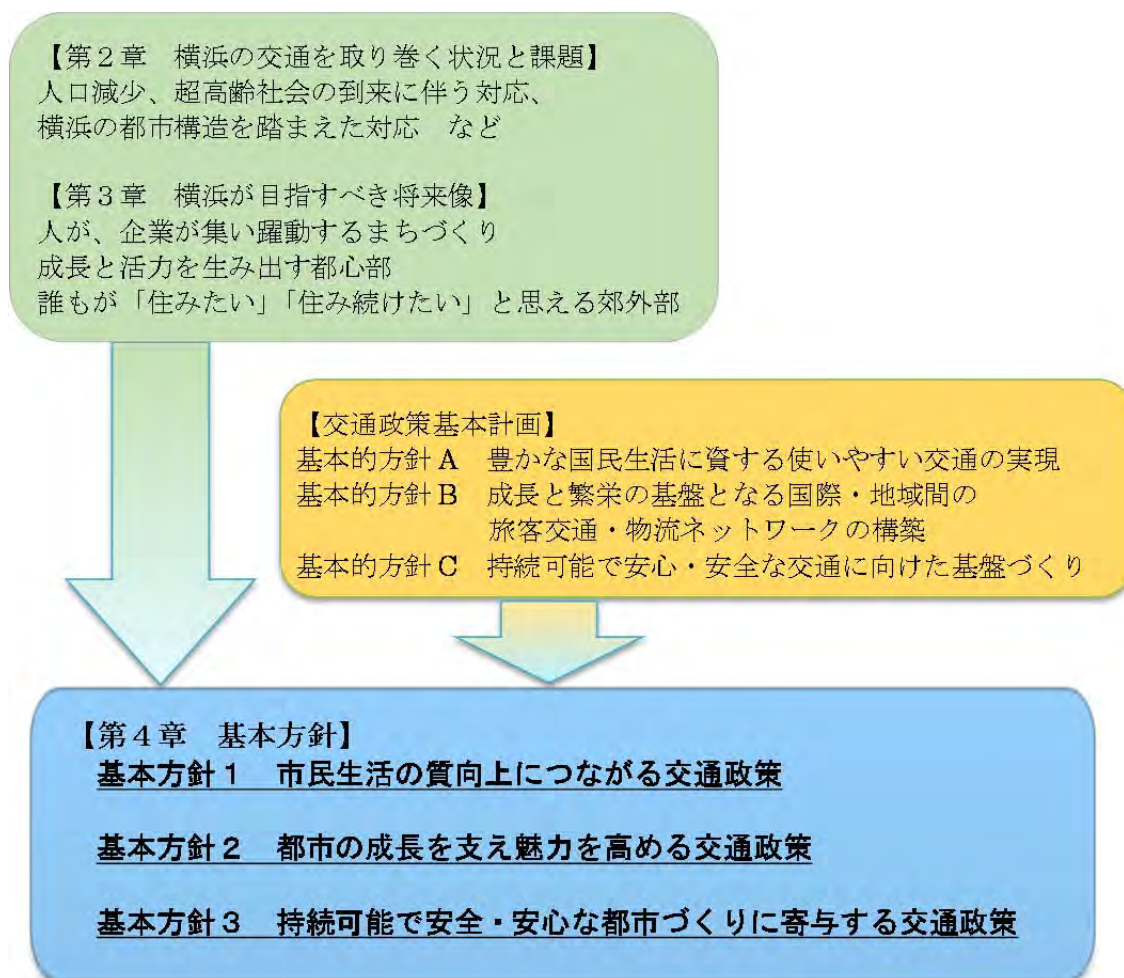 【第２章　横浜の交通を取り巻く状況と課題】
人口減少、超高齢社会の到来に伴う対応、
横浜の都市構造を踏まえた対応　など
【第３章　横浜が目指すべき将来像】
人が、企業が集い躍動するまちづくり
成長と活力を生み出す都心部
誰もが「住みたい」「住み続けたい」と思える郊外部
【交通政策基本計画】
基本的方針 A　豊かな国民生活に資する使いやすい交通の実現
基本的方針 B　成長と繁栄の基盤となる国際・地域間の
旅客交通・物流ネットワークの構築
基本的方針 C　持続可能で安心・安全な交通に向けた基盤づくり
【第４章　基本方針】
基本方針１　市民生活の質向上につながる交通政策
基本方針２　都市の成長を支え魅力を高める交通政策
基本方針３　持続可能で安全・安心な都市づくりに寄与する交通政策